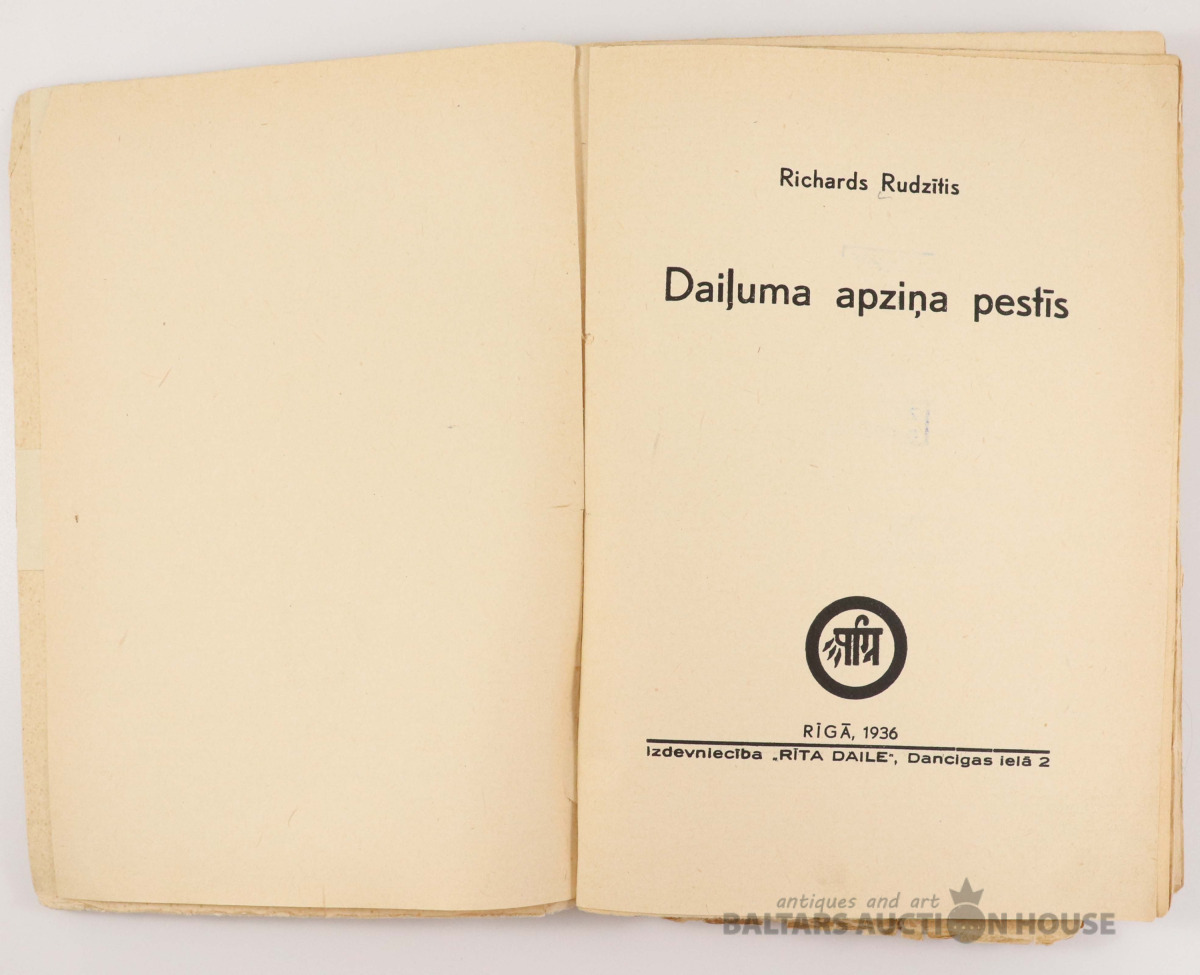 Richards Rudzītis
Daiļuma apziņa pestīs
अग्नि
RĪGĀ, 1936
Izdevniecība „RĪTA DAILE", Dancigas ielā 2
antiques and art
BALTARS AUCTION HOUSE